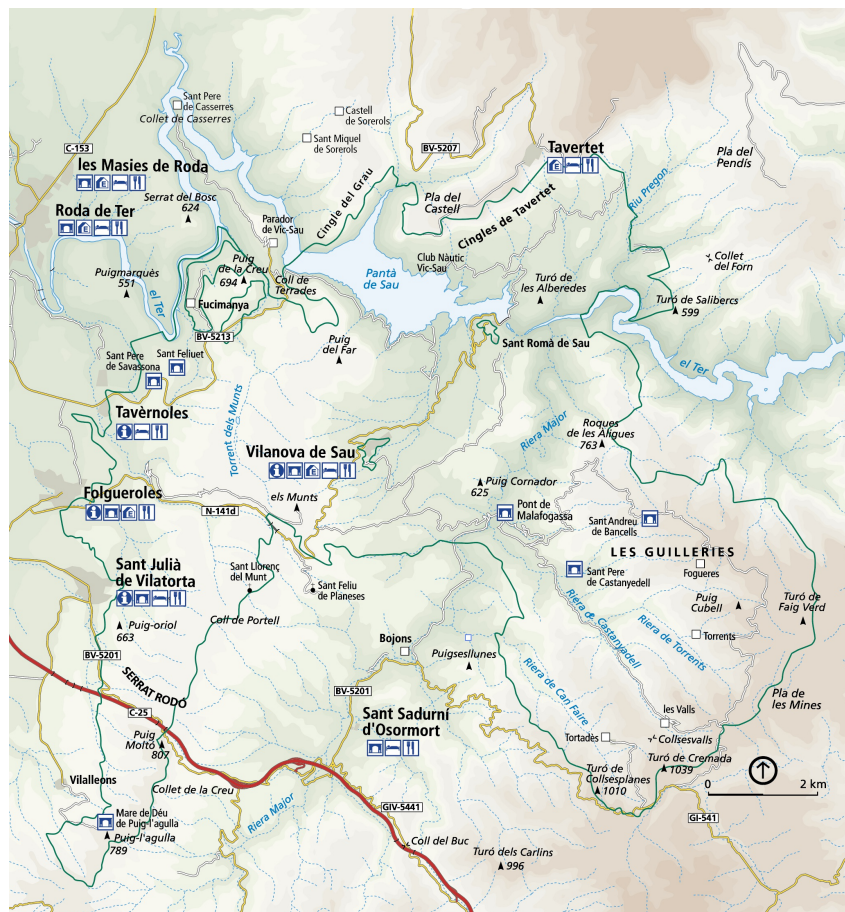 Sant Pere
de Casserres
Collet de Casserres
Castell
de Sorerols
Sant Miquel
de Sorerols
C-153
BV-5207
Tavertet
les Masies de Roda
Pla del
Pendís
Serrat del Bosc
624
Roda de Ter
Cingle del Grau
Pla del
Castell
Cingles de Tavertet
Riu Pregon
Parador
de Vic-Sau
Puigmarquès
551
el Ter
Puig
de la Creu
694
Coll de
Terrades
Pantà
de Sau
Club Nàutic
Vic-Sau
Turó de
les Alberedes
Collet
del Forn
Fucimanya
Turó de Salibercs
599
BV-5213
Puig
del Far
Sant Romà de Sau
el Ter
Sant Pere
de Savassona
Sant Feliuet
Tavèrnoles
Torrent dels Munts
Riera Major
Roques
de les Àligues
763
Vilanova de Sau
Folgueroles
els Munts
Puig Cornador
625
N-141d
Pont de
Malafogassa
Sant Andreu
de Bancells
LES GUILLERIES
Sant Julià
de Vilatorta
Sant Llorenç
del Munt
Sant Feliu
de Planeses
Sant Pere
de Castanyedell
Fogueres
Puig
Cubell
Turó de
Faig Verd
Puig-oriol
663
Coll de Portell
Riera de Castanyadell
Riera de Torrents
Torrents
BV-5201
Bojons
Puigsesllunes
Riera de Can Faire
SERRAT RODÓ
BV-5201
Pla de
les Mines
C-25
Sant Sadurní
d'Osormort
les Valls
Puig
Moltó
807
Tortadès
Collsesvalls
Turó de Cremada
1039
Vilalleons
Collet de la Creu
Turó de
Collsesplanes
1010
0
2 km
Mare de Déu
de Puig-l'agulla
Puig-l'agulla
789
Riera Major
GIV-5441
GI-541
Coll del Buc
Turó dels Carlins
996